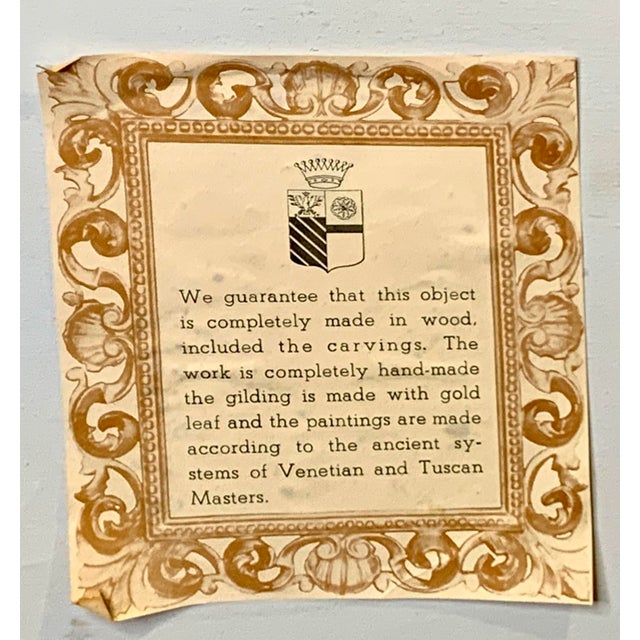 We guarantee that this object
is completely made in wood,
included the carvings. The
work is completely hand-made
the gilding is made with gold
leaf and the paintings are made
according to the ancient sy-
stems of Venetian and Tuscan
Masters.